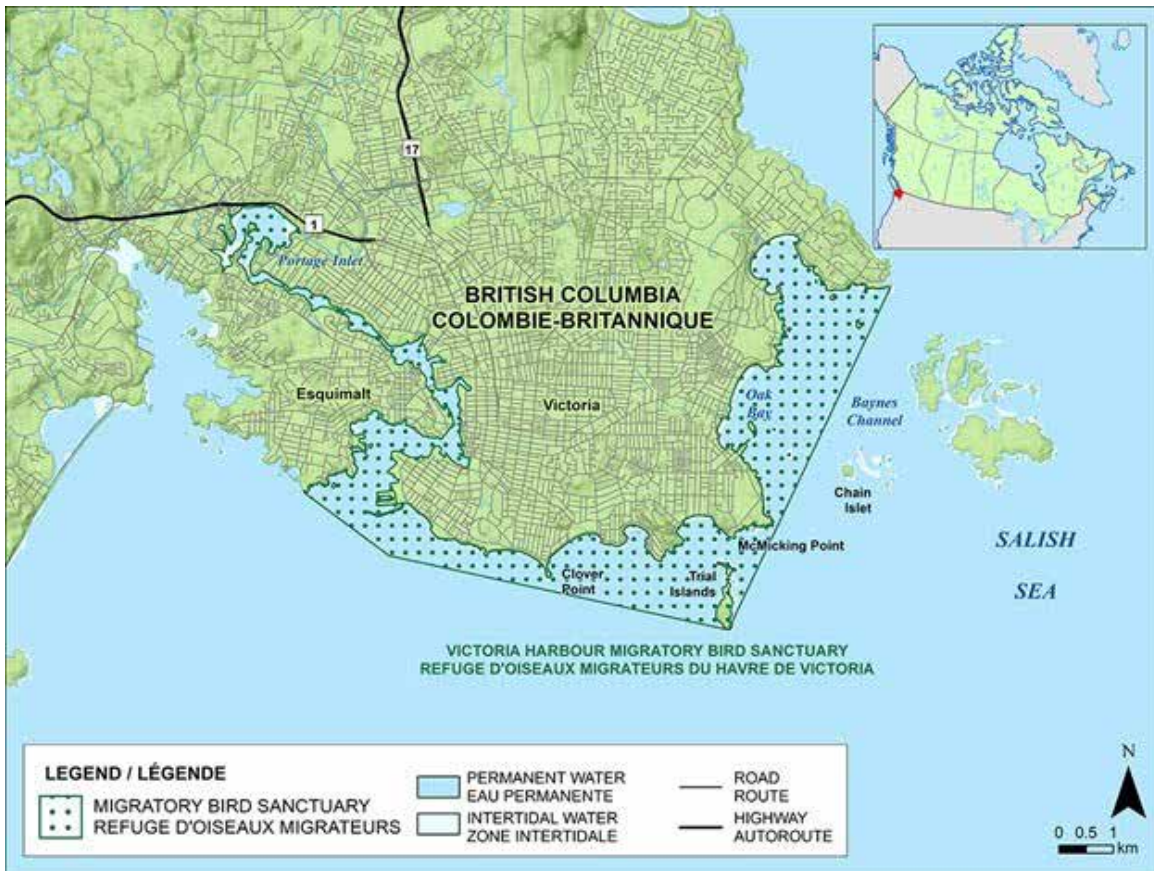 17
1
Portage Inlet
BRITISH COLUMBIA
COLOMBIE-BRITANNIQUE
Esquimalt
Victoria
Oak
Bay
Baynes
Channel
Chain
Islet
McMicking Point
SALISH
SEA
Clover
Point
Trial
Islands
VICTORIA HARBOUR MIGRATORY BIRD SANCTUARY
REFUGE D'OISEAUX MIGRATEURS DU HAVRE DE VICTORIA
LEGEND / LÉGENDE
MIGRATORY BIRD SANCTUARY
REFUGE D'OISEAUX MIGRATEURS
PERMANENT WATER
EAU PERMANENTE
INTERTIDAL WATER
ZONE INTERTIDALE
ROAD
ROUTE
HIGHWAY
AUTOROUTE
N
0 0.5 1
km